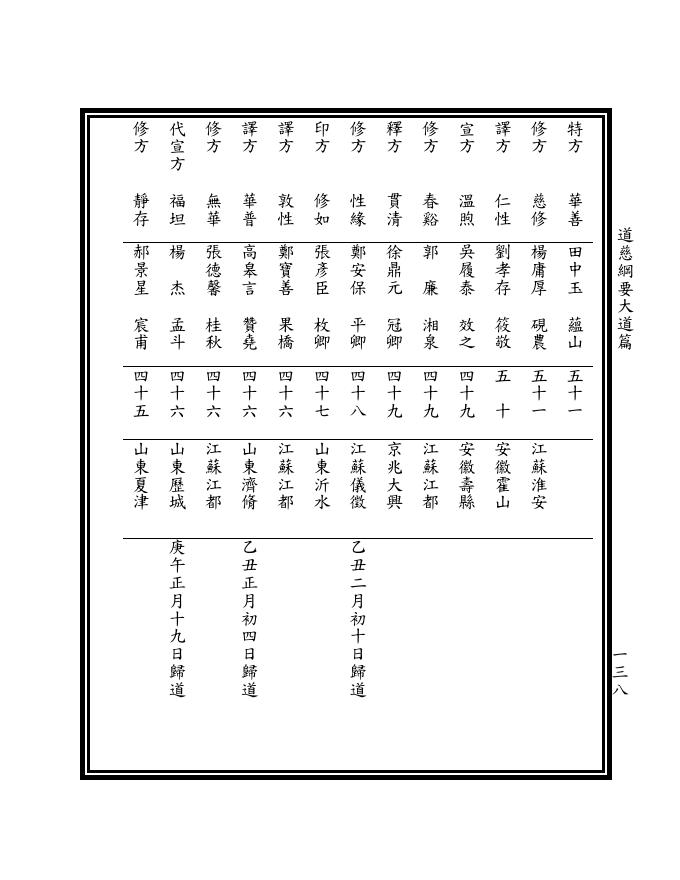 道慈綱要大道篇
特方 華善 田中玉 蘊山 五十一
修方 慈修 楊庸厚 硯農 五十一 江蘇淮安
譯方 仁性 劉孝存 筱敬 五 十 安徽霍山
宣方 溫煦 吳履泰 效之 四十九 安徽壽縣
修方 春谿 郭 廉 湘泉 四十九 江蘇江都
釋方 貫清 徐鼎元 冠卿 四十九 京兆大興
修方 性緣 鄭安保 平卿 四十八 江蘇儀徵 乙丑二月初十日歸道
印方 修如 張彥臣 枚卿 四十七 山東沂水
譯方 敦性 鄭寶善 果橋 四十六 江蘇江都
譯方 華普 高皋言 贊堯 四十六 山東濟脩 乙丑正月初四日歸道
修方 無華 張德馨 桂秋 四十六 江蘇江都
代宣方 福坦 楊 杰 孟斗 四十六 山東歷城 庚午正月十九日歸道
修方 靜存 郝景星 宸甫 四十五 山東夏津
一三八